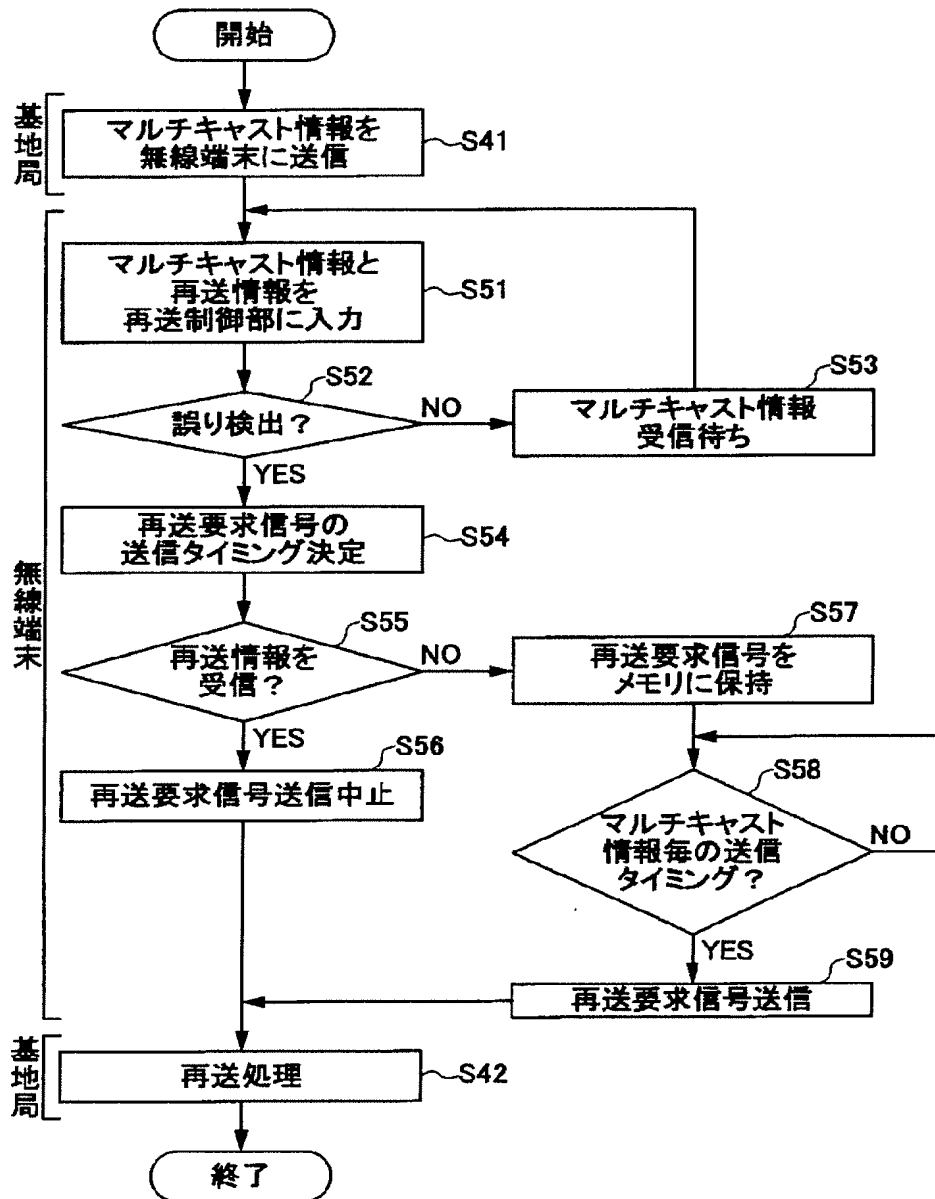 開始
基地局
マルチキャスト情報を
無線端末に送信
S41
無線端末
マルチキャスト情報と
再送情報を
再送制御部に入力
S51
S52
誤り検出？
NO
YES
S53
マルチキャスト情報
受信待ち
再送要求信号の
送信タイミング決定
S54
S55
再送情報を
受信？
NO
YES
S57
再送要求信号を
メモリに保持
S56
再送要求信号送信中止
S58
マルチキャスト
情報毎の送信
タイミング？
NO
YES
S59
再送要求信号送信
基地局
再送処理
S42
終了